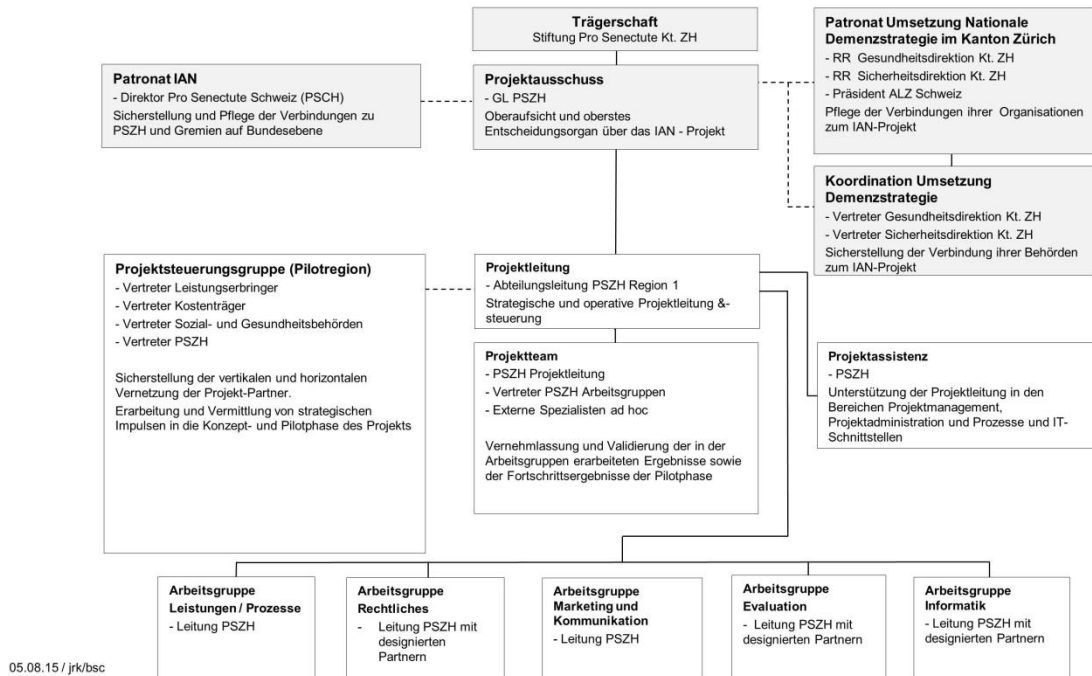 Trägerschaft
Stiftung Pro Senectute Kt. ZH
Patronat Umsetzung Nationale
Demenzstrategie im Kanton Zürich
- RR Gesundheitsdirektion Kt. ZH
- RR Sicherheitsdirektion Kt. ZH
- Präsident ALZ Schweiz
Pflege der Verbindungen ihrer Organisationen
zum IAN-Projekt
Patronat IAN
- Direktor Pro Senectute Schweiz (PSCH)
Sicherstellung und Pflege der Verbindungen zu
PSZH und Gremien auf Bundesebene
Projektausschuss
- GL PSZH
Oberaufsicht und oberstes
Entscheidungsorgan über das IAN - Projekt
Koordination Umsetzung
Demenzstrategie
- Vertreter Gesundheitsdirektion Kt. ZH
- Vertreter Sicherheitsdirektion Kt. ZH
Sicherstellung der Verbindung ihrer Behörden
zum IAN-Projekt
Projektsteuerungsgruppe (Pilotregion)
- Vertreter Leistungserbringer
- Vertreter Kostenträger
- Vertreter Sozial- und Gesundheitsbehörden
- Vertreter PSZH
Sicherstellung der vertikalen und horizontalen
Vernetzung der Projekt-Partner.
Erarbeitung und Vermittlung von strategischen
Impulsen in die Konzept- und Pilotphase des Projekts
Projektleitung
- Abteilungsleitung PSZH Region 1
Strategische und operative Projektleitung &-
steuerung
Projektteam
- PSZH Projektleitung
- Vertreter PSZH Arbeitsgruppen
- Externe Spezialisten ad hoc
Vernehmlassung und Validierung der in der
Arbeitsgruppen erarbeiteten Ergebnisse sowie
der Fortschrittsergebnisse der Pilotphase
Projektassistenz
- PSZH
Unterstützung der Projektleitung in den
Bereichen Projektmanagement,
Projektadministration und Prozesse und IT-
Schnittstellen
Arbeitsgruppe
Leistungen / Prozesse
- Leitung PSZH
Arbeitsgruppe
Rechtliches
- Leitung PSZH mit
designierten
Partnern
Arbeitsgruppe
Marketing und
Kommunikation
- Leitung PSZH
Arbeitsgruppe
Evaluation
- Leitung PSZH mit
designierten Partnern
Arbeitsgruppe
Informatik
- Leitung PSZH mit
designierten Partnern
05.08.15 / jrk/bsc